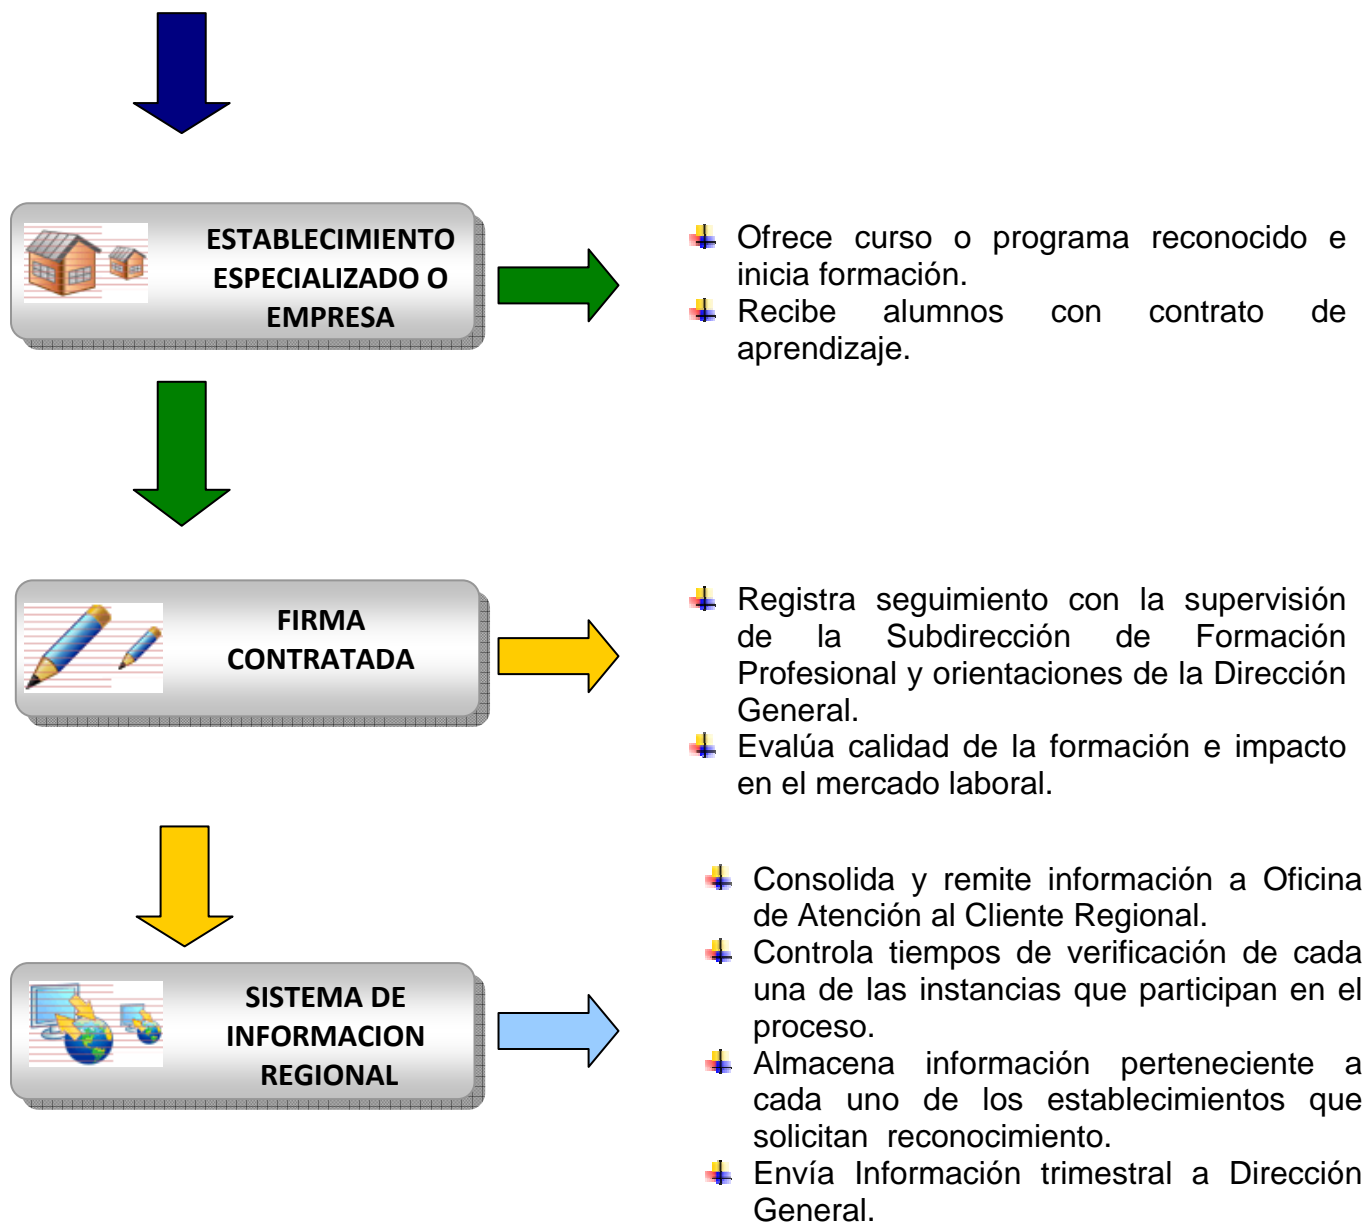 ESTABLECIMIENTO
ESPECIALIZADO O
EMPRESA
Ofrece curso o programa reconocido e
inicia formación.
Recibe alumnos con contrato de
aprendizaje.
FIRMA
CONTRATADA
Registra seguimiento con la supervisión
de la Subdirección de Formación
Profesional y orientaciones de la Dirección
General.
Evalúa calidad de la formación e impacto
en el mercado laboral.
SISTEMA DE
INFORMACION
REGIONAL
Consolida y remite información a Oficina
de Atención al Cliente Regional.
Controla tiempos de verificación de cada
una de las instancias que participan en el
proceso.
Almacena información perteneciente a
cada uno de los establecimientos que
solicitan reconocimiento.
Envía Información trimestral a Dirección
General.